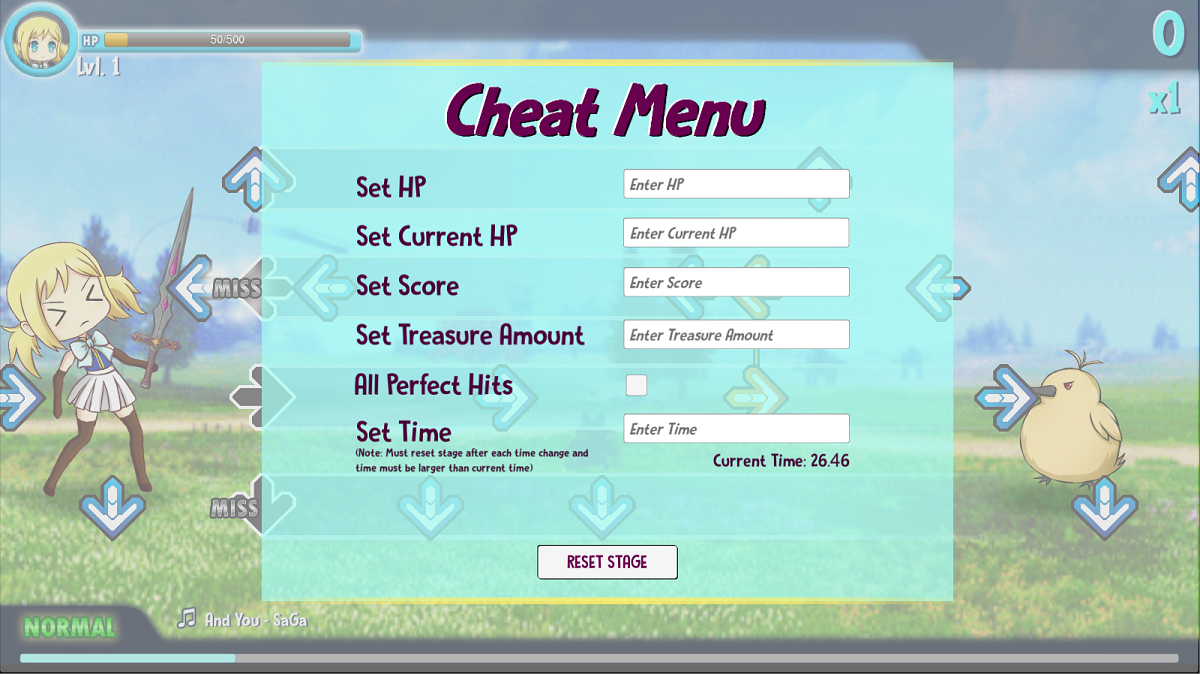 HP
50/500
Lvl. 1
0
x1
Cheat Menu
Set HP
Enter HP
Set Current HP
Enter Current HP
MISS
Set Score
Enter Score
Set Treasure Amount
Enter Treasure Amount
All Perfect Hits
Set Time
Enter Time
(Note: Must reset stage after each time change and
time must be larger than current time)
Current Time: 26.46
MISS
RESET STAGE
NORMAL
And You - SaGa